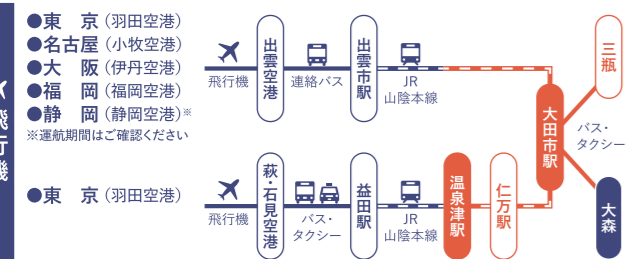 飛行機
●東　京（羽田空港）
●名古屋（小牧空港）
●大　阪（伊丹空港）
●福　岡（福岡空港）
●静　岡（静岡空港）※
※運航期間はご確認ください
飛行機
出雲空港
連絡バス
出雲市駅
JR
山陰本線
大田市駅
三瓶
バス・
タクシー
大森
●東　京（羽田空港）
飛行機
萩・石見空港
バス・
タクシー
益田駅
JR
山陰本線
温泉津駅
仁万駅